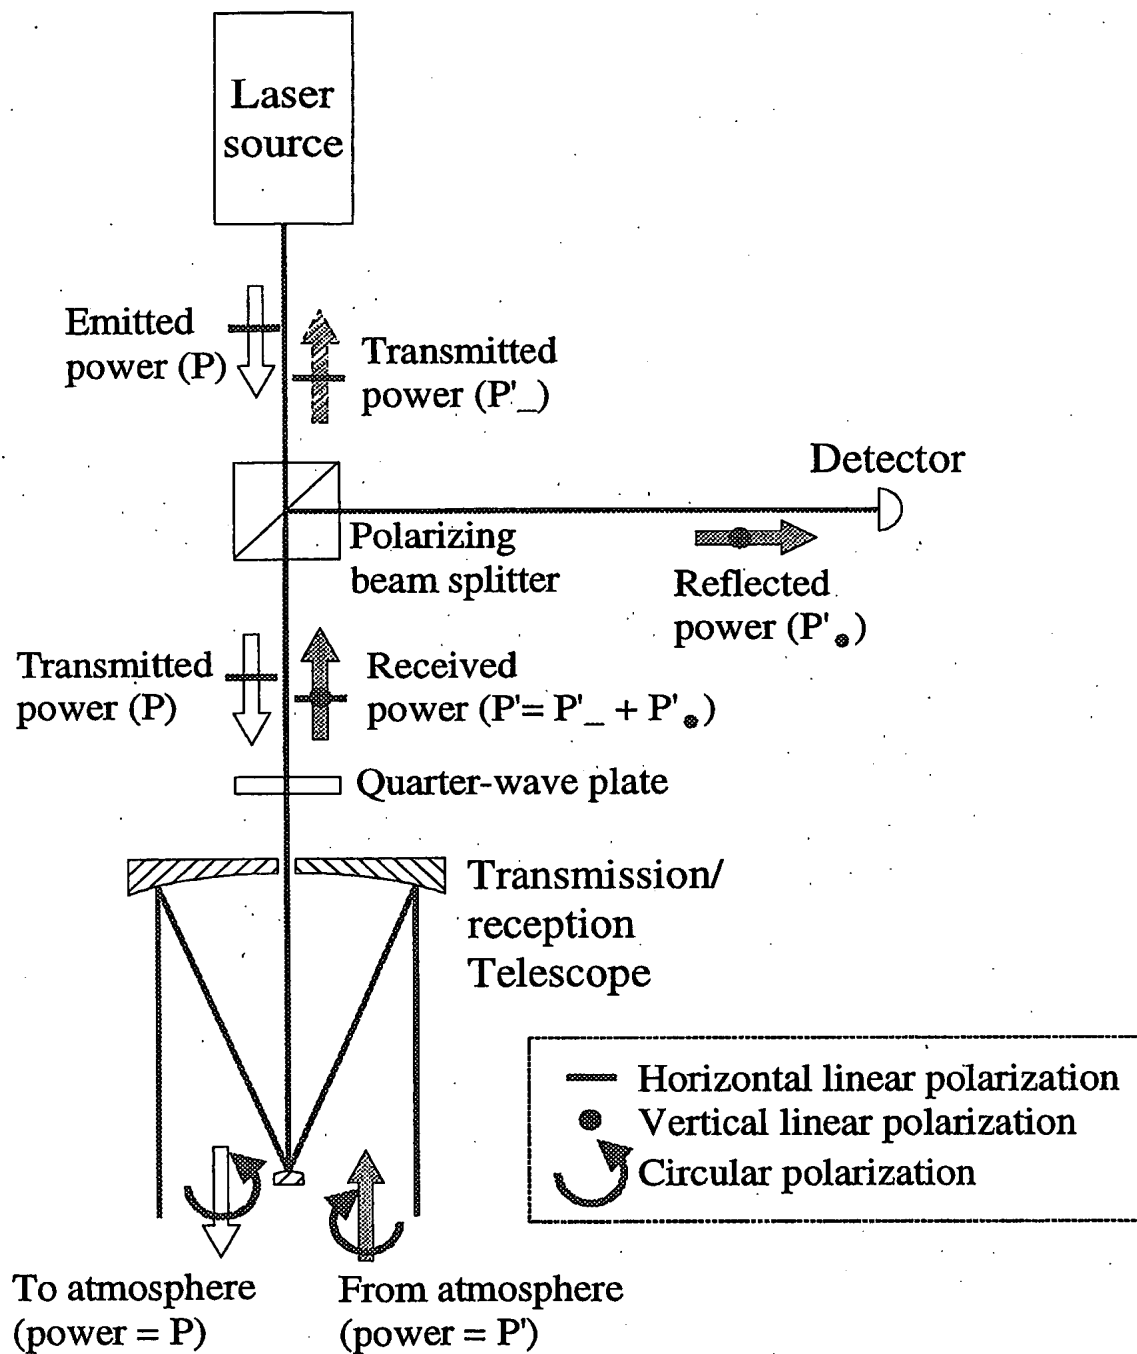 Laser
source
Emitted
power (P)
Transmitted
power (P'_)
Detector
Polarizing
beam splitter
Reflected
power (P'●)
Transmitted
power (P)
Received
power (P'= P'_ + P'●)
Quarter-wave plate
Transmission/
reception
Telescope
Horizontal linear polarization
Vertical linear polarization
Circular polarization
To atmosphere
(power = P)
From atmosphere
(power = P')